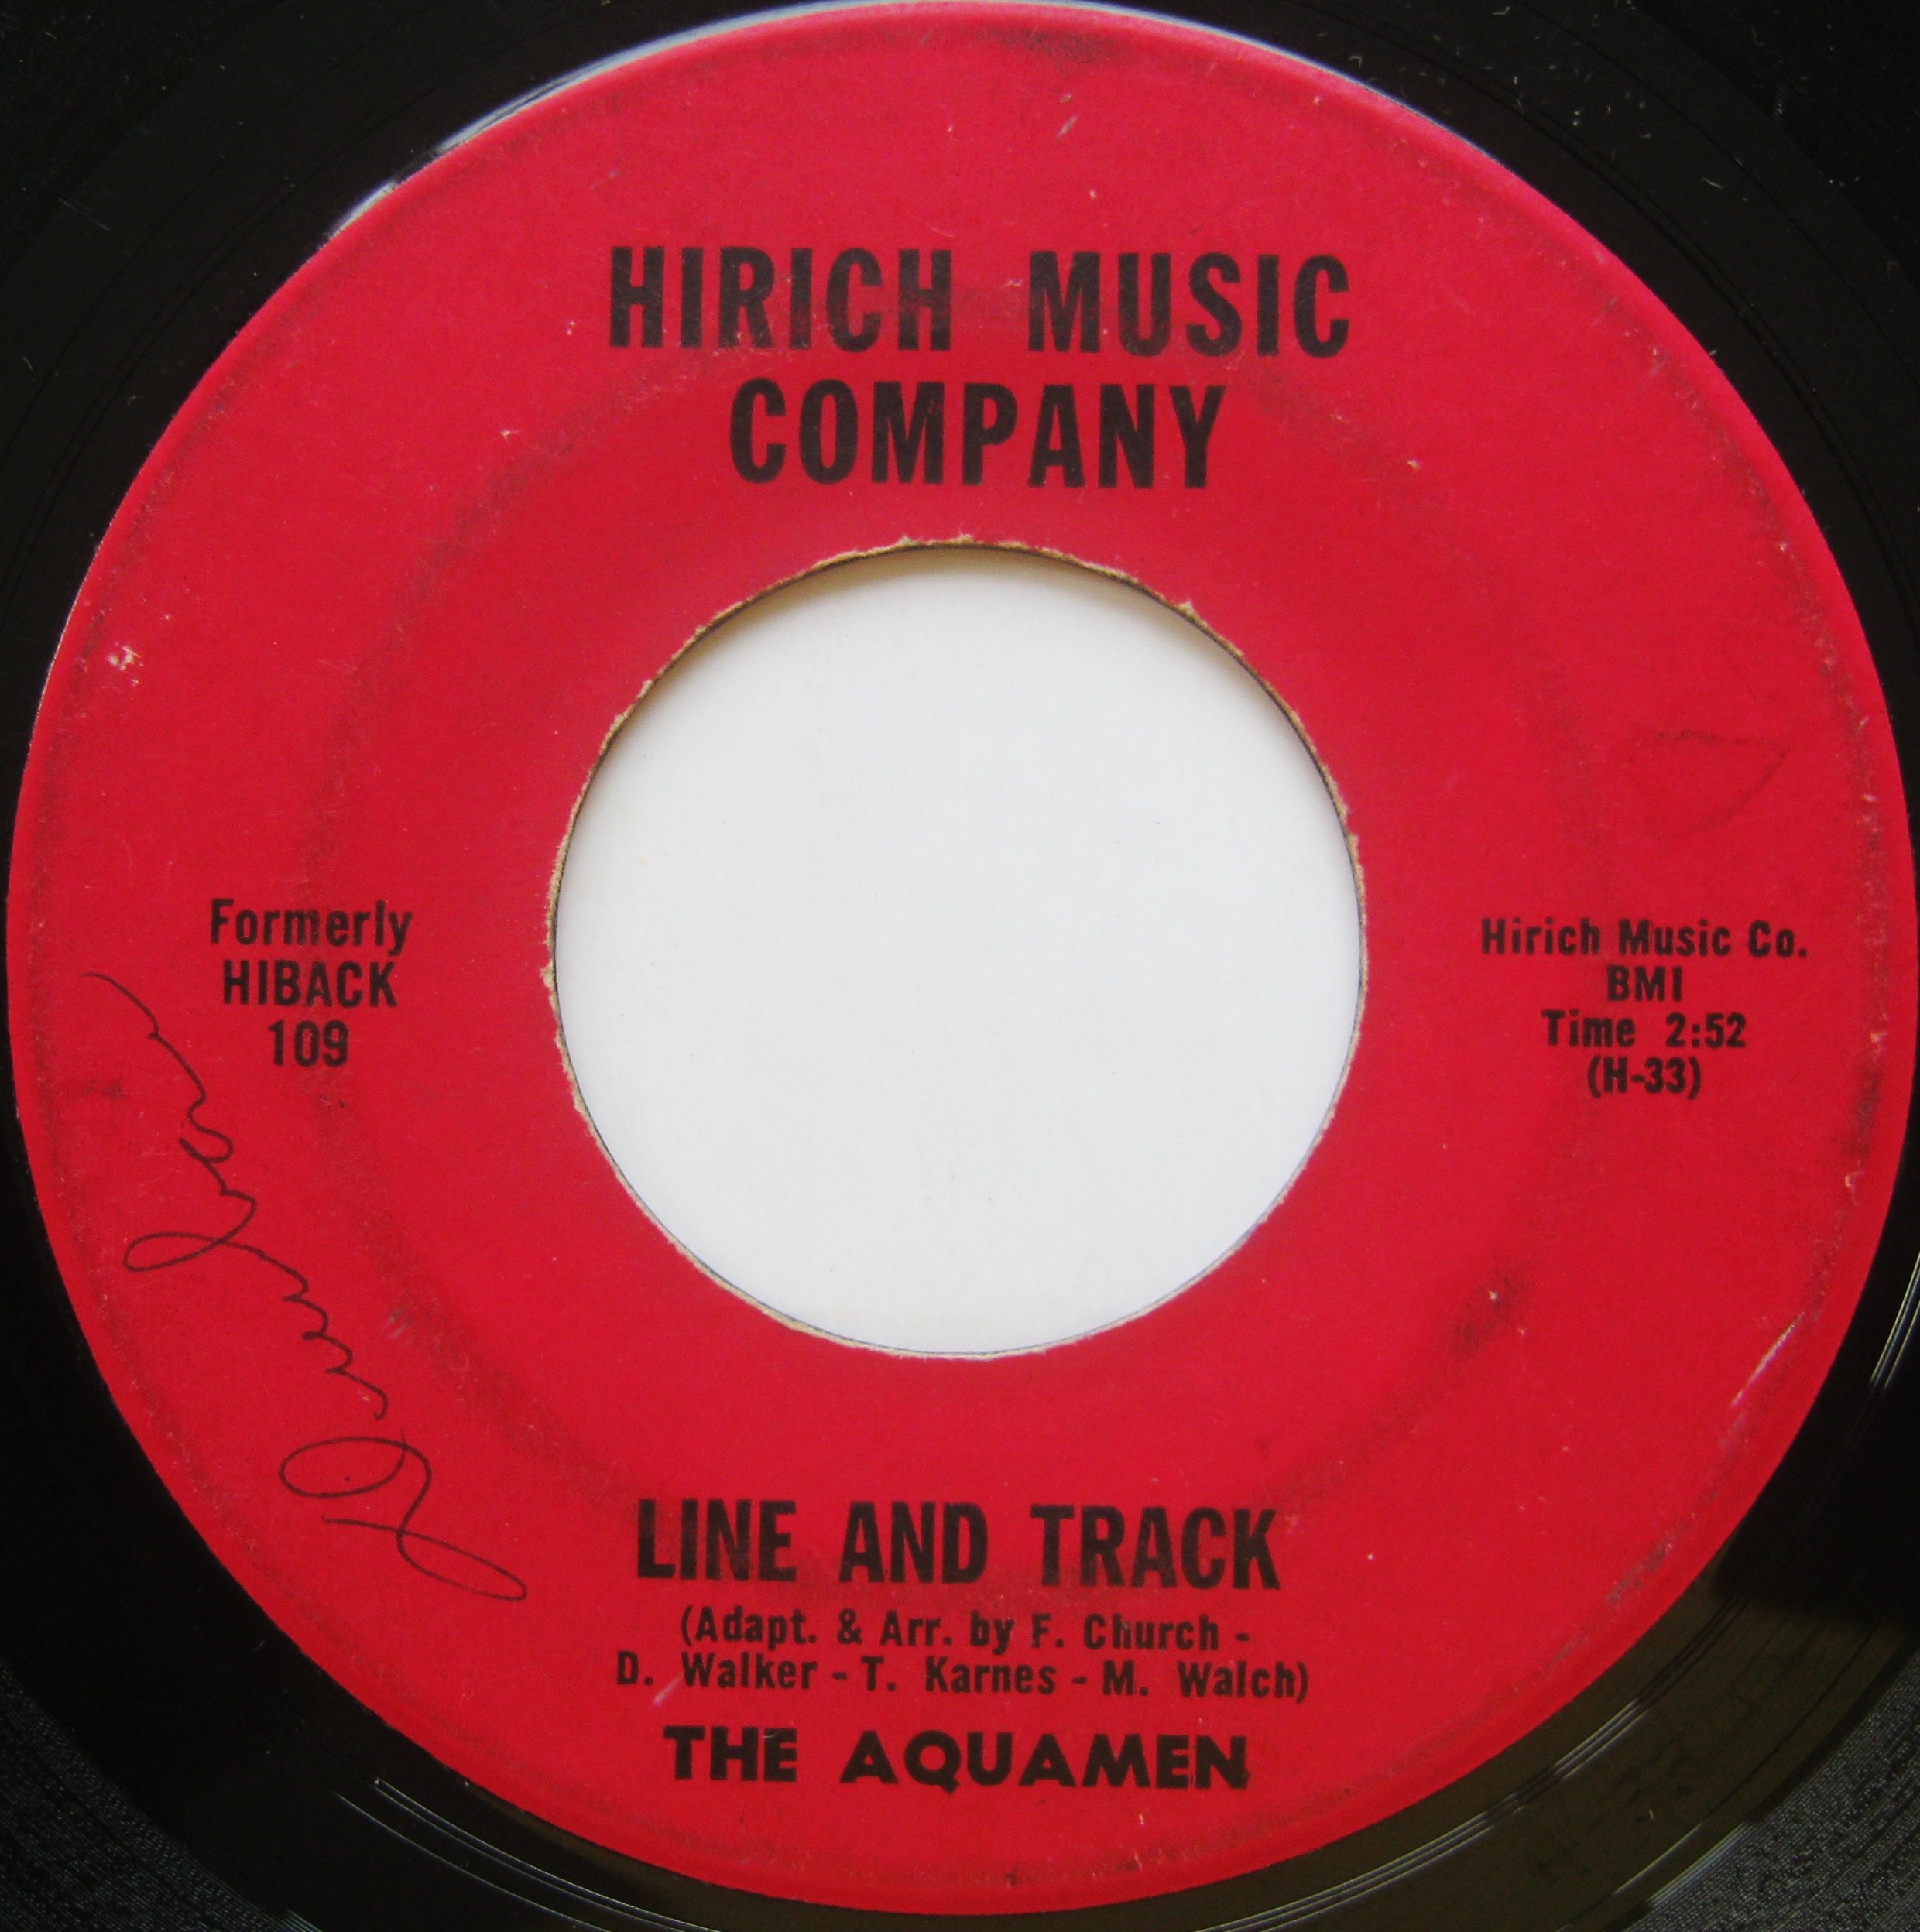 HIRICH MUSIC
COMPANY
Formerly
HIBACK
109
Hirich Music Co.
BMI
Time 2:52
(H-33)
LINE AND TRACK
(Adapt. & Arr. by F. Church -
D. Walker - T. Karnes - M. Walch)
THE AQUAMEN